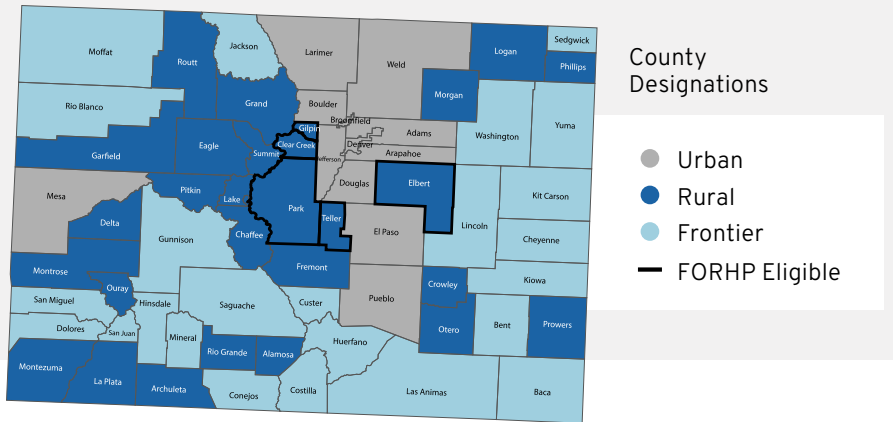 Moffat
Routt
Jackson
Larimer
Weld
Logan
Sedgwick
Phillips
Rio Blanco
Grand
Boulder
Morgan
Broomfield
Gilpin
Adams
Washington
Yuma
Garfield
Eagle
Summit
Clear Creek
Jefferson
Denver
Arapahoe
Mesa
Pitkin
Lake
Park
Douglas
Elbert
Kit Carson
Delta
Gunnison
Chaffee
Teller
El Paso
Lincoln
Cheyenne
Montrose
Ouray
Fremont
Crowley
Kiowa
San Miguel
Hinsdale
Saguache
Custer
Pueblo
Otero
Bent
Prowers
Dolores
San Juan
Mineral
Rio Grande
Alamosa
Huerfano
Montezuma
La Plata
Archuleta
Conejos
Costilla
Las Animas
Baca
County
Designations
Urban
Rural
Frontier
FORHP Eligible